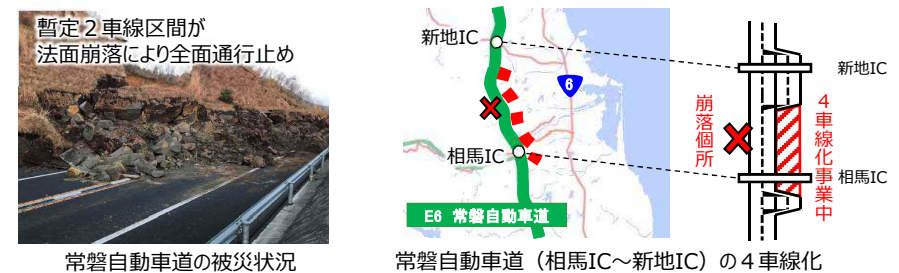 暫定２車線区間が
法面崩落により全面通行止め
常磐自動車道の被災状況
新地IC
6
相馬IC
E6 常磐自動車道
新地IC
崩落個所
４車線化事業中
相馬IC
常磐自動車道（相馬IC～新地IC）の４車線化